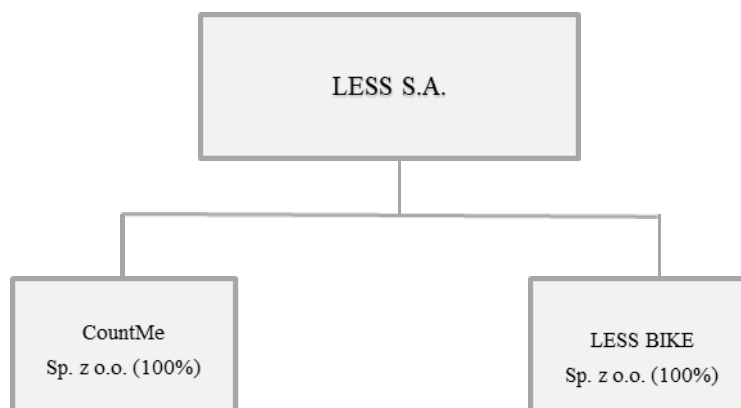 LESS S.A.
CountMe
Sp. z o.o. (100%)
LESS BIKE
Sp. z o.o. (100%)